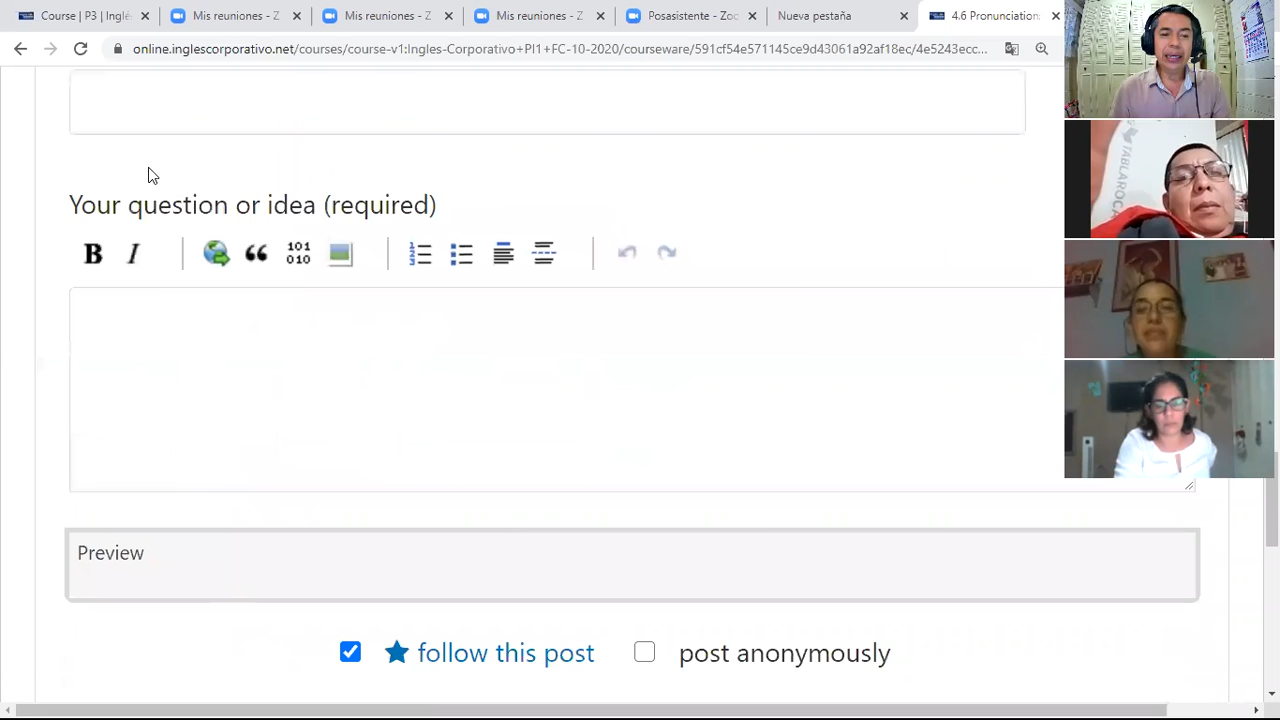 Course | P3 | Inglé
Mis reuniones - Z
Mis reuniones - Z
Mis reuniones - Z
Posasistente - Zo
Nueva pestaña
4.6 Pronunciation
online.inglescorporativo.net/courses/course-v1:Ingles-Corporativo+PI1+FC-10-2020/courseware/591cf54e571145ce9d43061a92af18ec/4e5243ecc...
Your question or idea (required)
B I 101 010
Preview
follow this post post anonymously
TABLAROCA